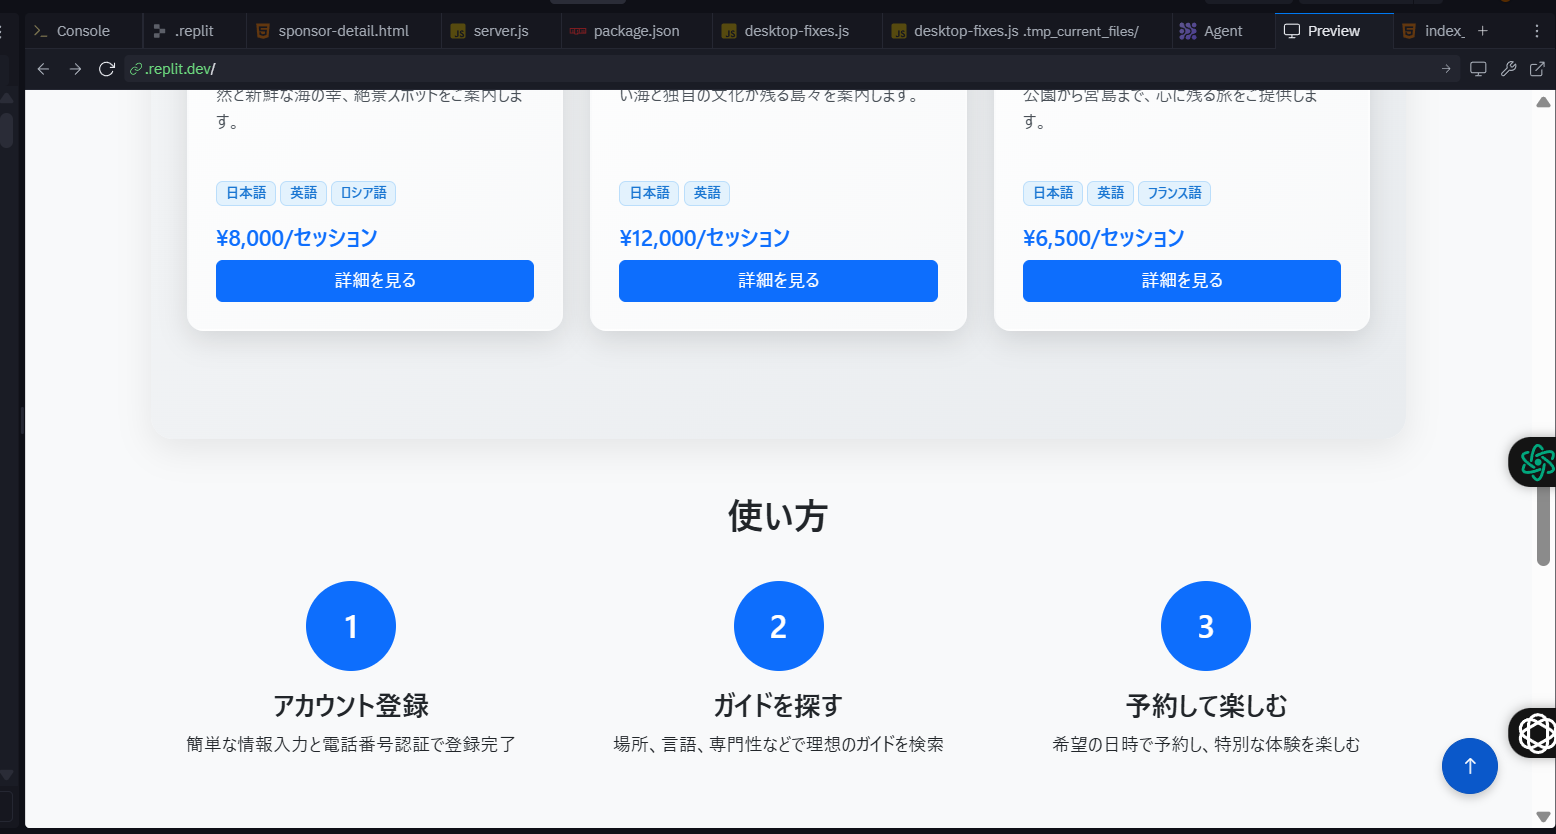 Console
.replit
sponsor-detail.html
server.js
package.json
desktop-fixes.js
desktop-fixes.js .tmp_current_files/
Agent
Preview
index_
.replit.dev/
然と新鮮な海の幸、絶景スポットをご案内しま
す。
い海と独自の文化が残る島々を案内します。
公園から宮島まで、心に残る旅をご提供しま
す。
日本語 英語 ロシア語
日本語 英語
日本語 英語 フランス語
¥8,000/セッション
¥12,000/セッション
¥6,500/セッション
詳細を見る
詳細を見る
詳細を見る
使い方
1
2
3
アカウント登録
ガイドを探す
予約して楽しむ
簡単な情報入力と電話番号認証で登録完了
場所、言語、専門性などで理想のガイドを検索
希望の日時で予約し、特別な体験を楽しむ